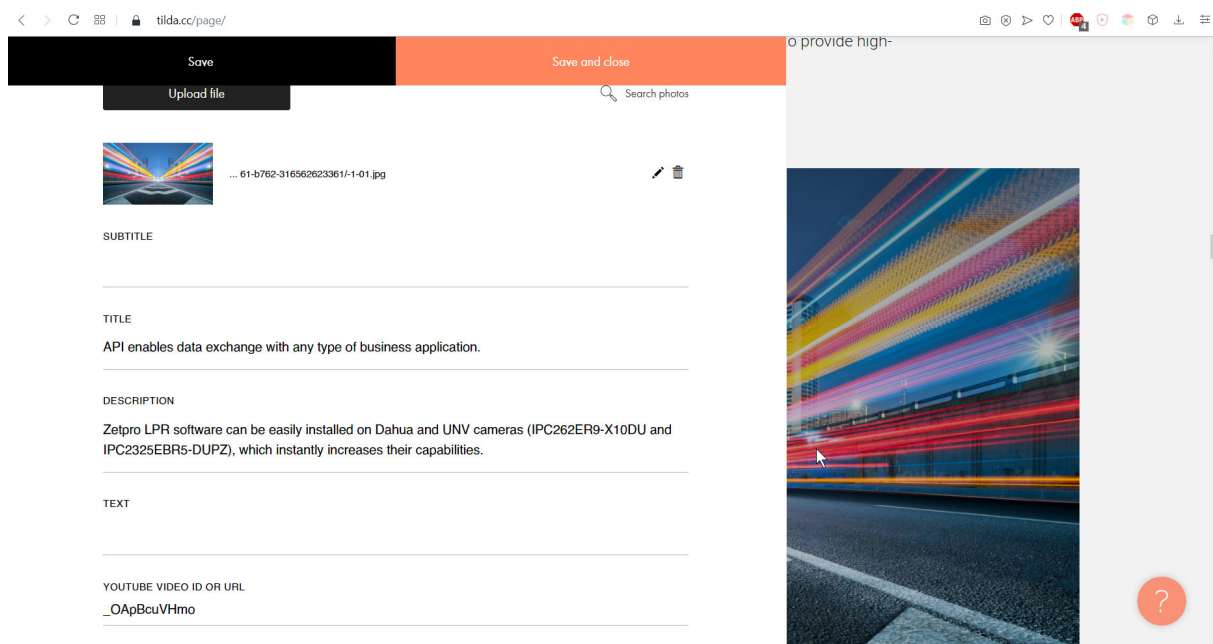 tilda.cc/page/
4
o provide high-
Save
Save and close
Upload file
Search photos
... 61-b762-316562623361/-1-01.jpg
SUBTITLE
TITLE
API enables data exchange with any type of business application.
DESCRIPTION
Zetpro LPR software can be easily installed on Dahua and UNV cameras (IPC262ER9-X10DU and
IPC2325EBR5-DUPZ), which instantly increases their capabilities.
TEXT
YOUTUBE VIDEO ID OR URL
_OApBcuVHmo
?